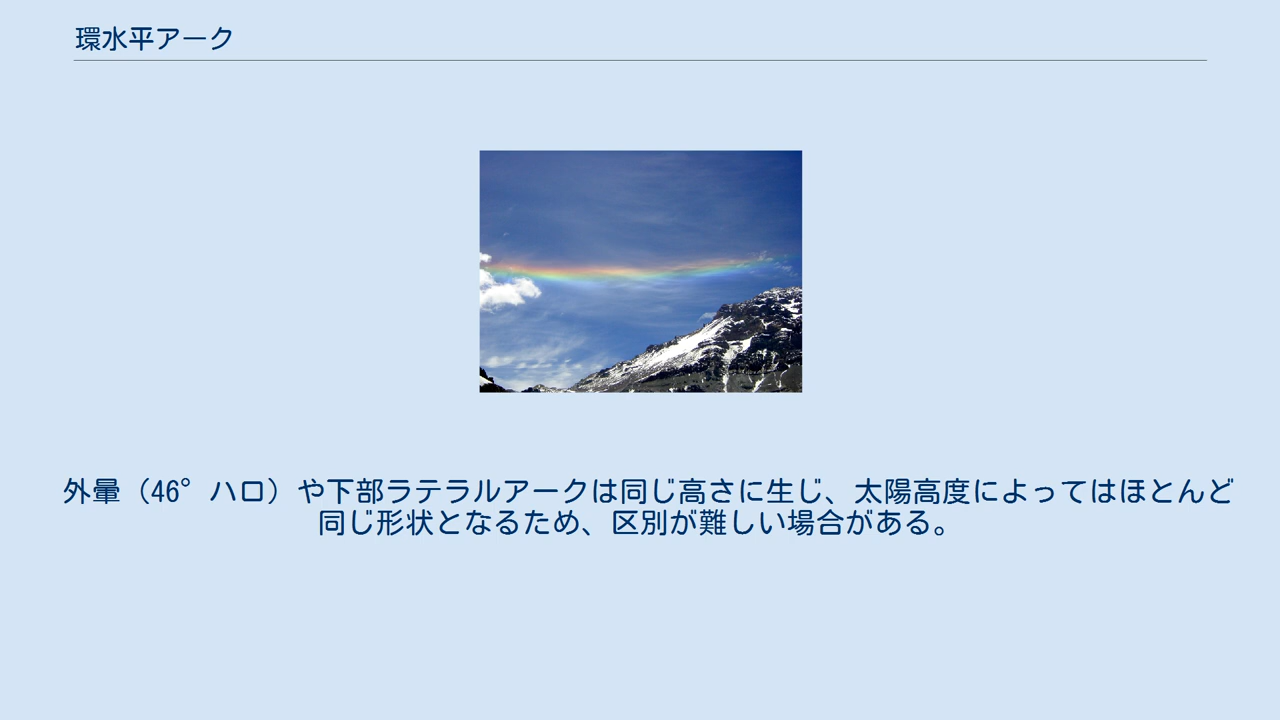 環水平アーク
外暈（46°ハロ）や下部ラテラルアークは同じ高さに生じ、太陽高度によってはほとんど
同じ形状となるため、区別が難しい場合がある。